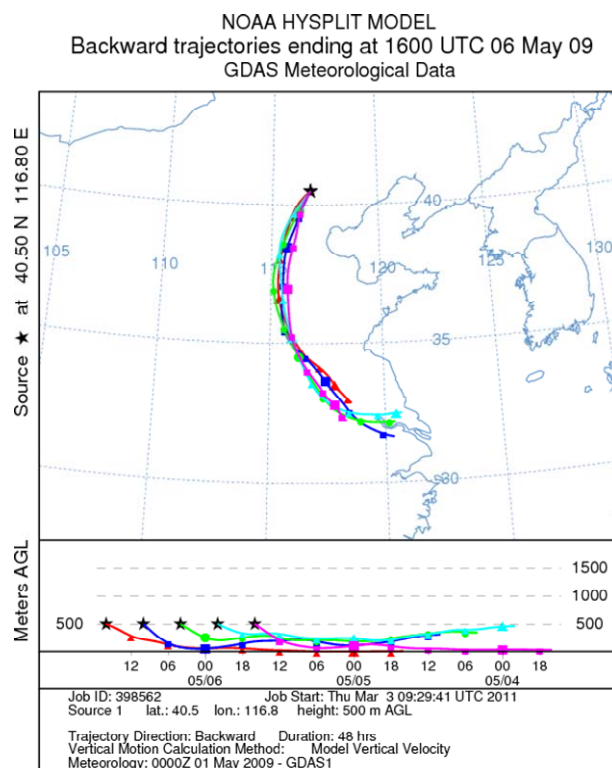 NOAA HYSPLIT MODEL
Backward trajectories ending at 1600 UTC 06 May 09
GDAS Meteorological Data
Source ★ at 40.50 N 116.80 E
40
105
110
115
120
125
130
35
30
Meters AGL
1500
1000
500
500
12 06 00 18 12 06 00 18 12 06 00 18
05/06 05/05 05/04
Job ID: 398562 Job Start: Thu Mar 3 09:29:41 UTC 2011
Source 1 lat.: 40.5 lon.: 116.8 height: 500 m AGL
Trajectory Direction: Backward Duration: 48 hrs
Vertical Motion Calculation Method: Model Vertical Velocity
Meteorology: 0000Z 01 May 2009 - GDAS1